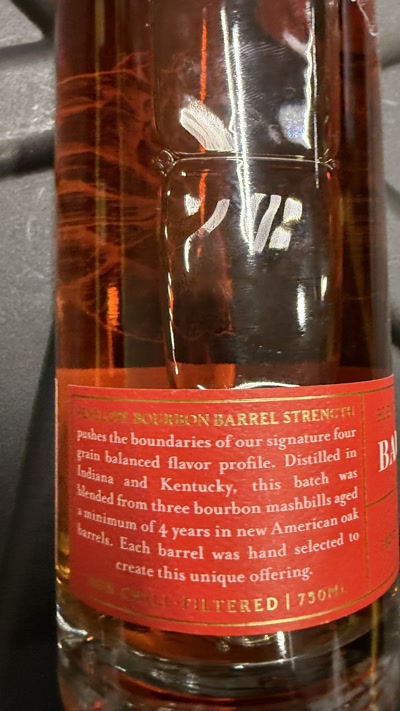 BOURBON BARREL STRENGTH
pushes the boundaries of our signature four
grain balanced flavor profile. Distilled in
Indiana and Kentucky, this batch was
blended from three bourbon mashbills aged
a minimum of 4 years in new American oak
barrels. Each barrel was hand selected to
create this unique offering.
NON CHILL-FILTERED | 750ML
BA